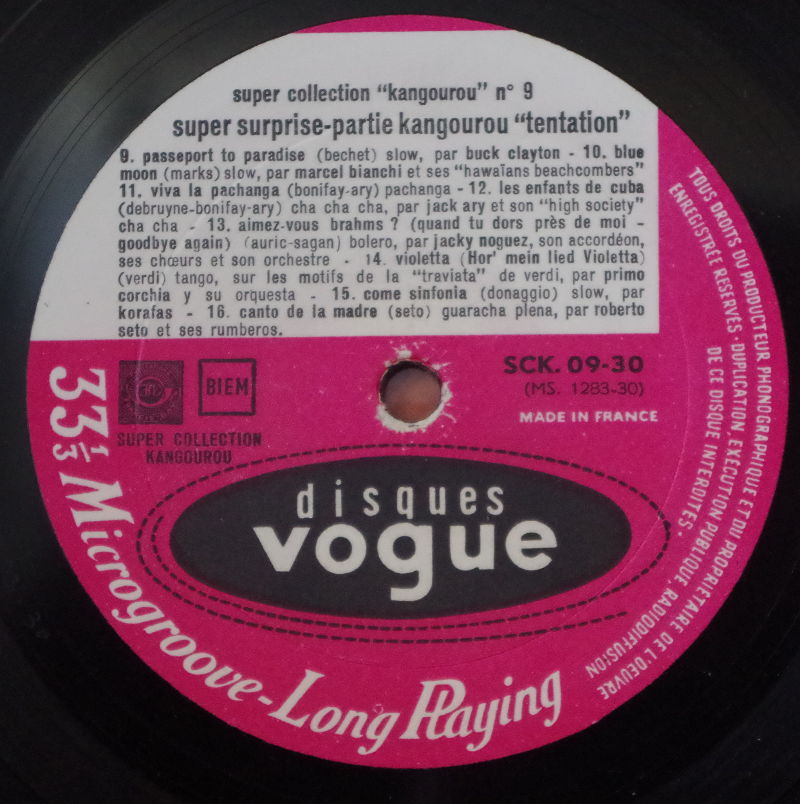 super collection "kangourou" n° 9
super surprise-partie kangourou "tentation"
9. passeport to paradise (bechet) slow, par buck clayton - 10. blue
moon (marks) slow, par marcel bianchi et ses "hawaïans beachcombers"
11. viva la pachanga (bonifay-ary) pachanga - 12. les enfants de cuba
(debruyne-bonifay-ary) cha cha cha, par jack ary et son "high society"
cha cha - 13. aimez-vous brahms ? (quand tu dors près de moi -
goodbye again) (auric-sagan) bolero, par jacky noguez, son accordéon,
ses chœurs et son orchestre - 14. violetta (Hor' mein lied Violetta)
(verdi) tango, sur les motifs de la "traviata" de verdi, par primo
corchia y su orquesta - 15. come sinfonia (donaggio) slow, par
korafas - 16. canto de la madre (seto) guaracha plena, par roberto
seto et ses rumberos.
BIEM
SUPER COLLECTION
KANGOUROU
SCK. 09-30
(MS. 1283-30)
MADE IN FRANCE
disques
vogue
33 1/3 Microgroove-Long Playing
TOUS DROITS DU PRODUCTEUR PHONOGRAPHIQUE ET DU PROPRIETAIRE DE L'OEUVRE
ENREGISTRÉE RESERVES · DUPLICATION EXÉCUTION PUBLIQUE, RADIODIFFUSION
DE CE DISQUE INTERDITES ·